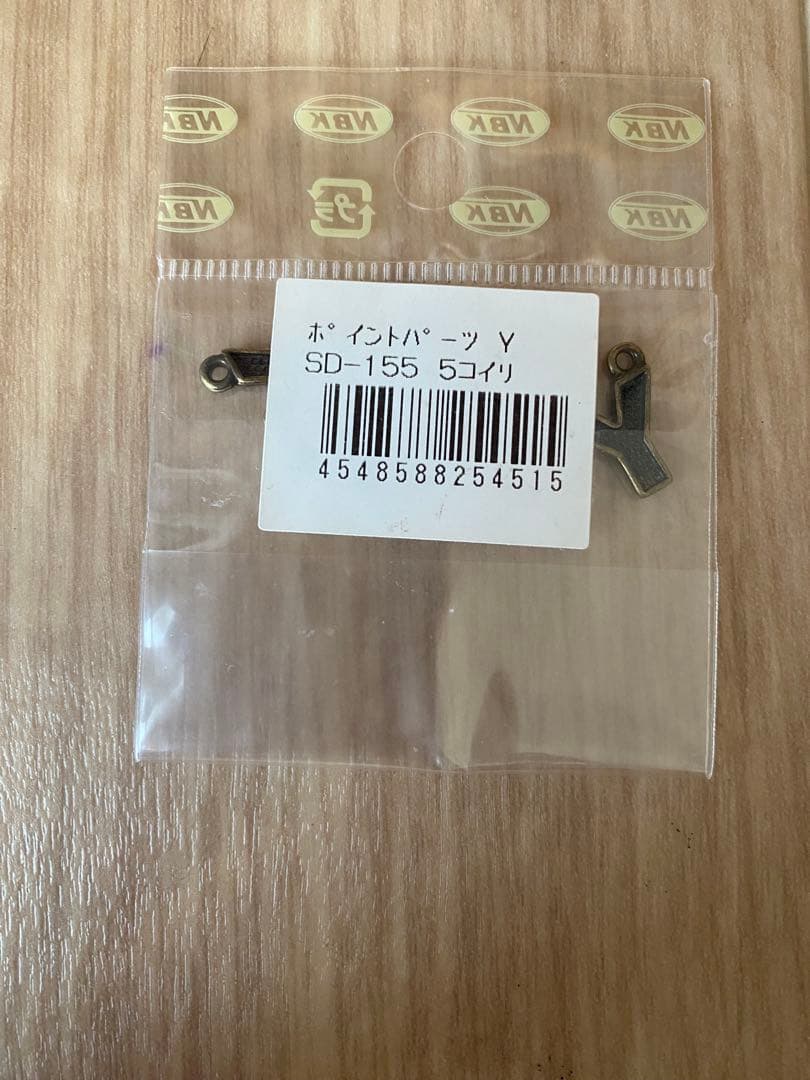 NBK NBK NBK NBK
NBK プラ NBK NBK
ﾎﾟｲﾝﾄﾊﾟｰﾂ Y
SD-155 5ｺｲﾘ
4548588254515